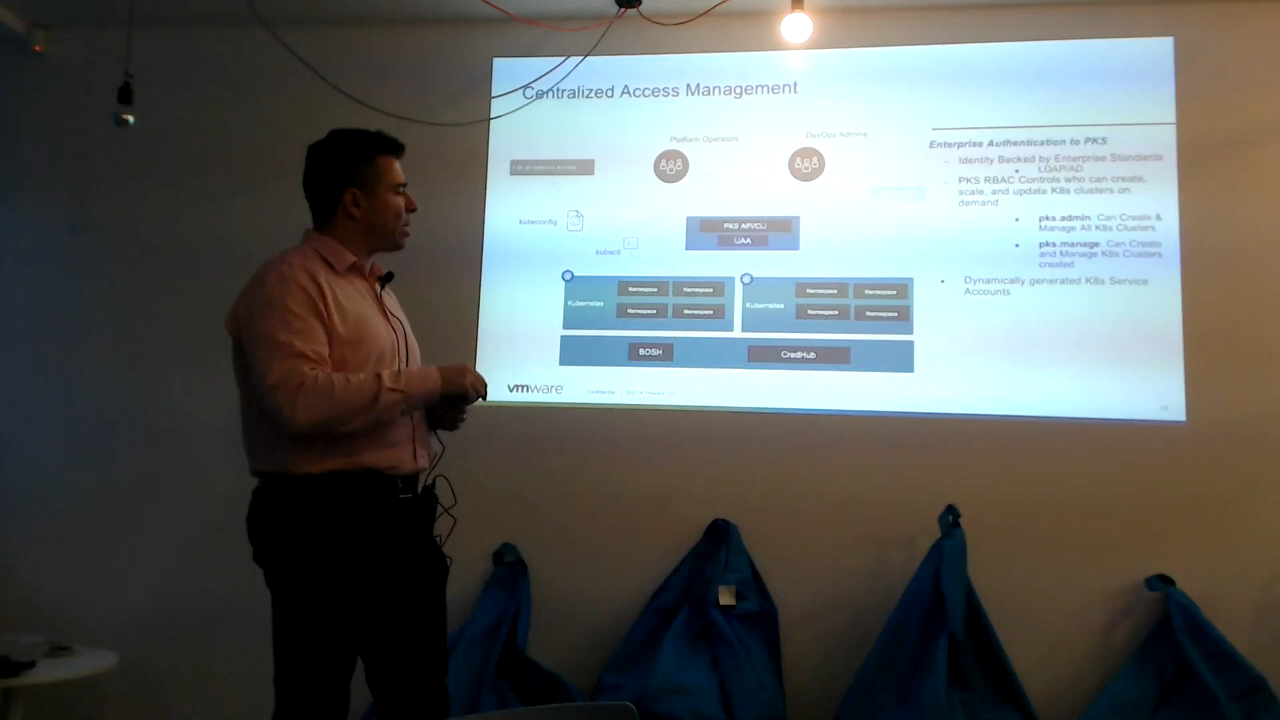 Centralized Access Management
Platform Operators
DevOps Admins
kubeconfig
kubectl
PKS API/CLI
UAA
Kubernetes
Namespace Namespace
Namespace Namespace
Kubernetes
Namespace Namespace
Namespace Namespace
BOSH
CredHub
vmware
Confidential
Enterprise Authentication to PKS
- Identity Backed by Enterprise Standards
• LDAP/AD
- PKS RBAC Controls who can create,
scale, and update K8s clusters on
demand
• pks.admin: Can Create &
Manage All K8s Clusters
• pks.manage: Can Create
and Manage K8s Clusters
created
• Dynamically generated K8s Service
Accounts